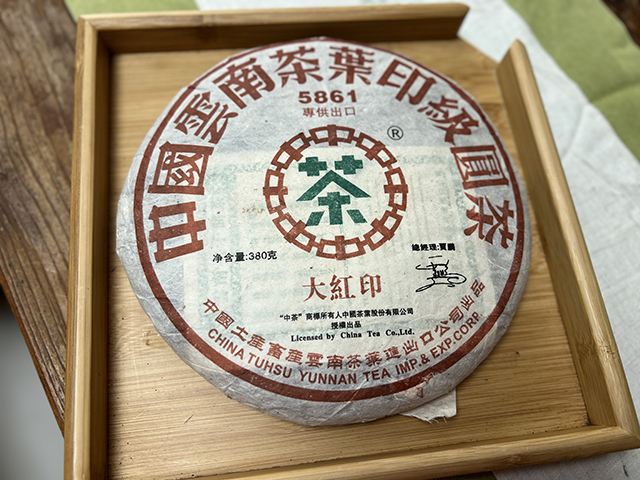 中國雲南茶葉印級圓茶
5861
專供出口
®
茶
净含量:380克
總經理:賈鵬
大紅印
"中茶"商標所有人中國茶葉股份有限公司
授權出品
Licensed by China Tea Co.,Ltd.
中國土產畜產雲南茶葉進出口公司出品
CHINA TUHSU YUNNAN TEA IMP.& EXP.CORP.